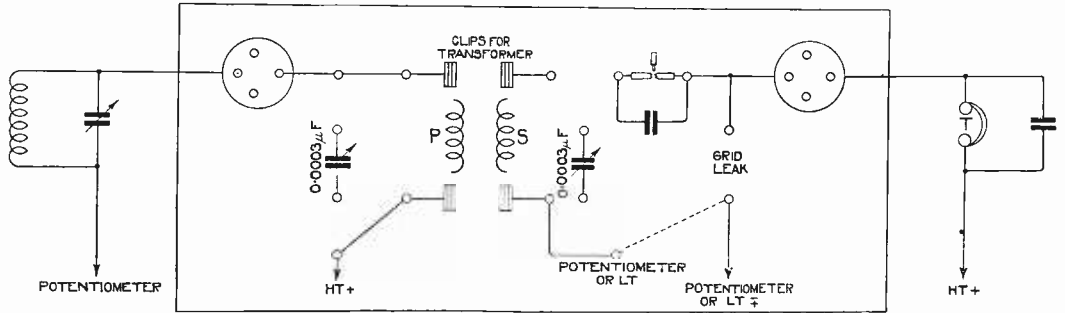 CLIPS FOR
TRANSFORMER
P
S
0·0003µF
0·0003µF
GRID
LEAK
T
POTENTIOMETER
HT+
POTENTIOMETER
OR LT
POTENTIOMETER
OR LT ∓
HT+